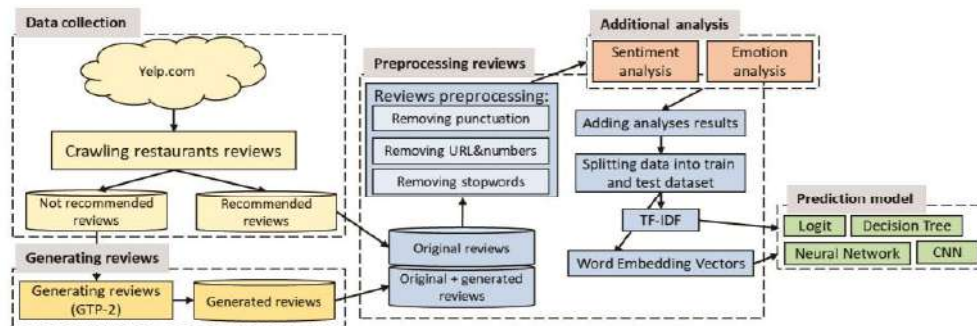 Data collection
Yelp.com
Crawling restaurants reviews
Not recommended
reviews
Recommended
reviews
Generating reviews
Generating reviews
(GTP-2)
Generated reviews
Preprocessing reviews
Reviews preprocessing:
Removing punctuation
Removing URL&numbers
Removing stopwords
Original reviews
Original + generated
reviews
Additional analysis
Sentiment
analysis
Emotion
analysis
Adding analyses results
Splitting data into train
and test dataset
TF-IDF
Word Embedding Vectors
Prediction model
Logit
Decision Tree
Neural Network
CNN